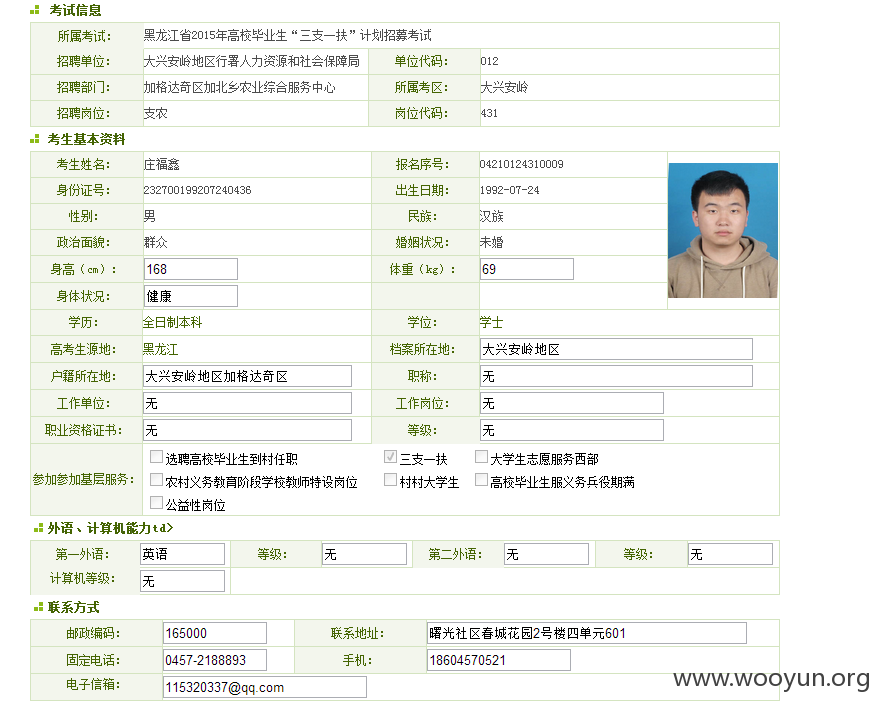 考试信息
所属考试： 黑龙江省2015年高校毕业生“三支一扶”计划招募考试
招聘单位： 大兴安岭地区行署人力资源和社会保障局 单位代码： 012
招聘部门： 加格达奇区加北乡农业综合服务中心 所属考区： 大兴安岭
招聘岗位： 支农 岗位代码： 431
考生基本资料
考生姓名： 庄福鑫 报名序号： 04210124310009
身份证号： 232700199207240436 出生日期： 1992-07-24
性别： 男 民族： 汉族
政治面貌： 群众 婚姻状况： 未婚
身高（cm）： 168 体重（kg）： 69
身体状况： 健康
学历： 全日制本科 学位： 学士
高考生源地： 黑龙江 档案所在地： 大兴安岭地区
户籍所在地： 大兴安岭地区加格达奇区 职称： 无
工作单位： 无 工作岗位： 无
职业资格证书： 无 等级： 无
参加参加基层服务： 选聘高校毕业生到村任职 三支一扶 大学生志愿服务西部
农村义务教育阶段学校教师特设岗位 村村大学生 高校毕业生服义务兵役期满
公益性岗位
外语、计算机能力td>
第一外语： 英语 等级： 无 第二外语： 无 等级： 无
计算机等级： 无
联系方式
邮政编码： 165000 联系地址： 曙光社区春城花园2号楼四单元601
固定电话： 0457-2188893 手机： 18604570521
电子信箱： 115320337@qq.com
www.wooyun.org